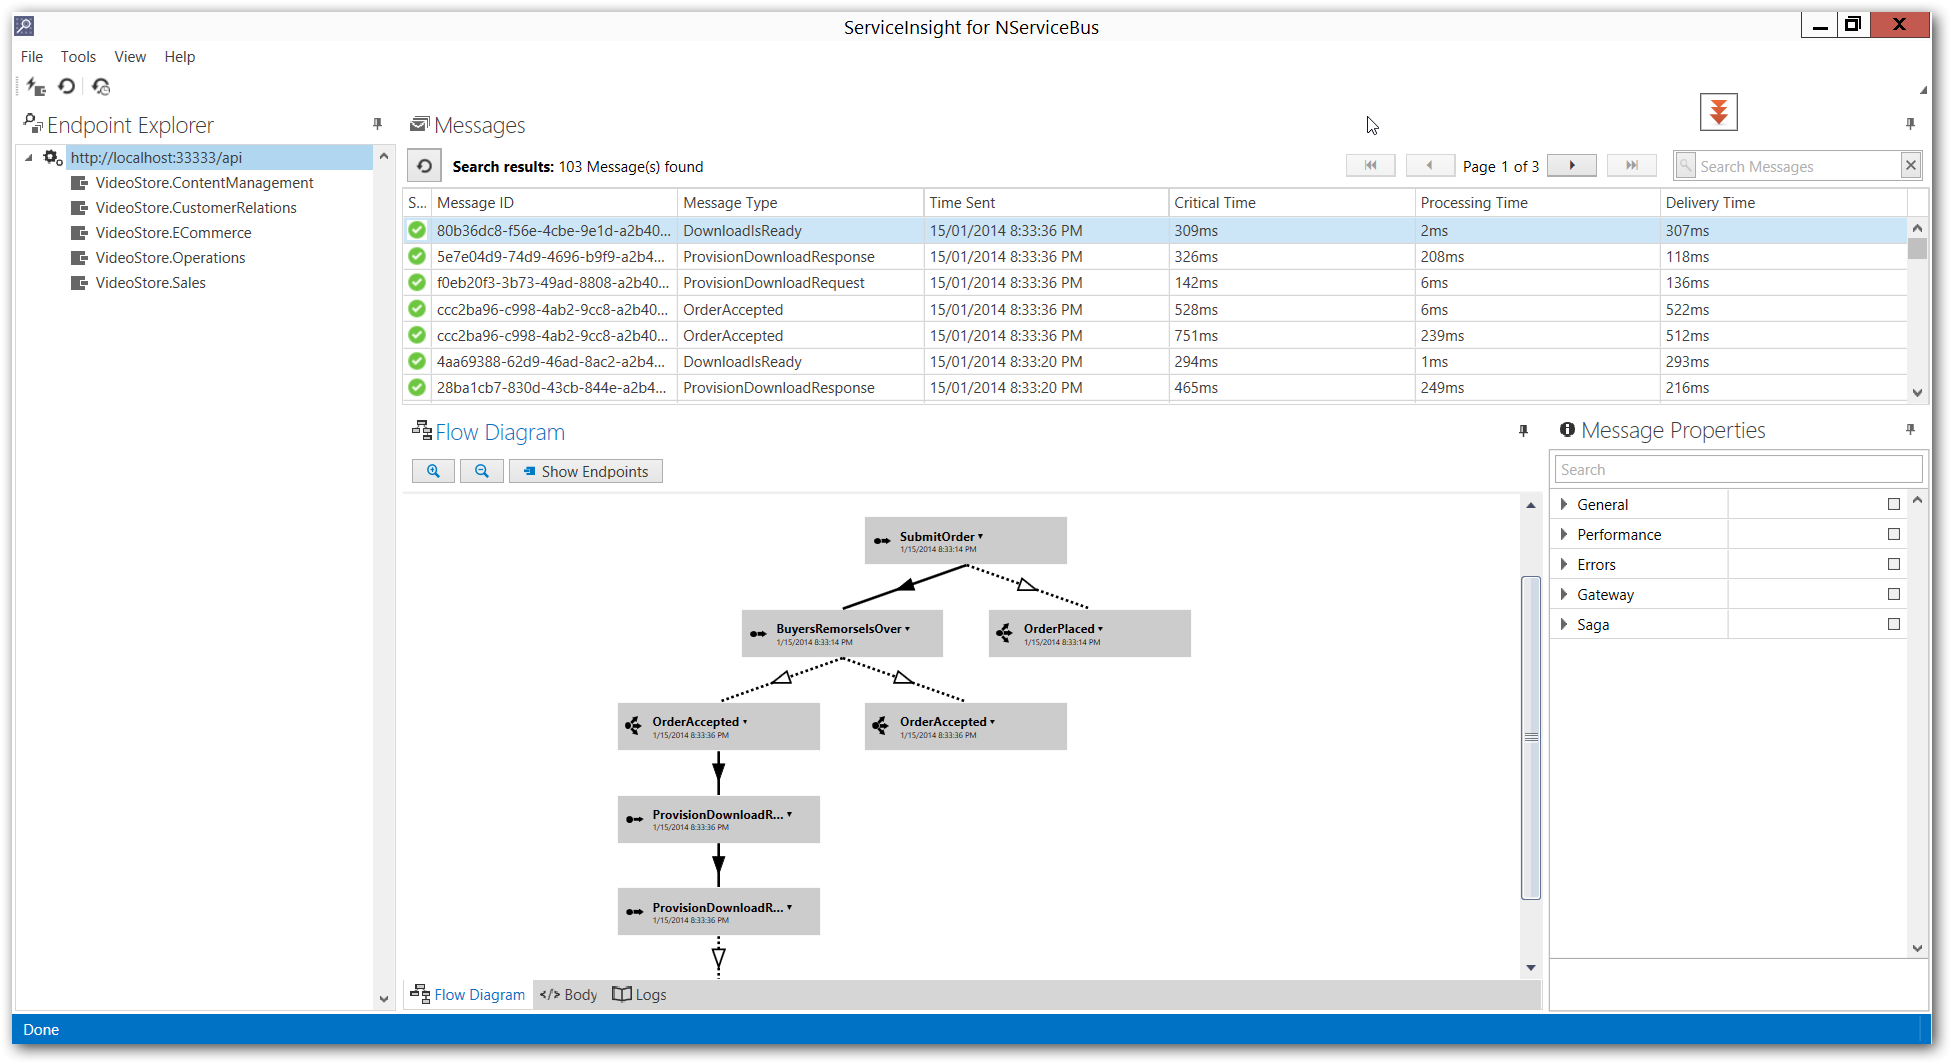 ServiceInsight for NServiceBus
File Tools View Help
Endpoint Explorer
http://localhost:33333/api
VideoStore.ContentManagement
VideoStore.CustomerRelations
VideoStore.ECommerce
VideoStore.Operations
VideoStore.Sales
Messages
Search results: 103 Message(s) found
Page 1 of 3
Search Messages
S... Message ID Message Type Time Sent Critical Time Processing Time Delivery Time
80b36dc8-f56e-4cbe-9e1d-a2b40... DownloadIsReady 15/01/2014 8:33:36 PM 309ms 2ms 307ms
5e7e04d9-74d9-4696-b9f9-a2b4... ProvisionDownloadResponse 15/01/2014 8:33:36 PM 326ms 208ms 118ms
f0eb20f3-3b73-49ad-8808-a2b40... ProvisionDownloadRequest 15/01/2014 8:33:36 PM 142ms 6ms 136ms
ccc2ba96-c998-4ab2-9cc8-a2b40... OrderAccepted 15/01/2014 8:33:36 PM 528ms 6ms 522ms
ccc2ba96-c998-4ab2-9cc8-a2b40... OrderAccepted 15/01/2014 8:33:36 PM 751ms 239ms 512ms
4aa69388-62d9-46ad-8ac2-a2b4... DownloadIsReady 15/01/2014 8:33:20 PM 294ms 1ms 293ms
28ba1cb7-830d-43cb-844e-a2b4... ProvisionDownloadResponse 15/01/2014 8:33:20 PM 465ms 249ms 216ms
Flow Diagram
Show Endpoints
SubmitOrder
1/15/2014 8:33:14 PM
BuyersRemorseIsOver
1/15/2014 8:33:14 PM
OrderPlaced
1/15/2014 8:33:14 PM
OrderAccepted
1/15/2014 8:33:36 PM
OrderAccepted
1/15/2014 8:33:36 PM
ProvisionDownloadR...
1/15/2014 8:33:36 PM
ProvisionDownloadR...
1/15/2014 8:33:36 PM
Flow Diagram </> Body Logs
Message Properties
Search
General
Performance
Errors
Gateway
Saga
Done